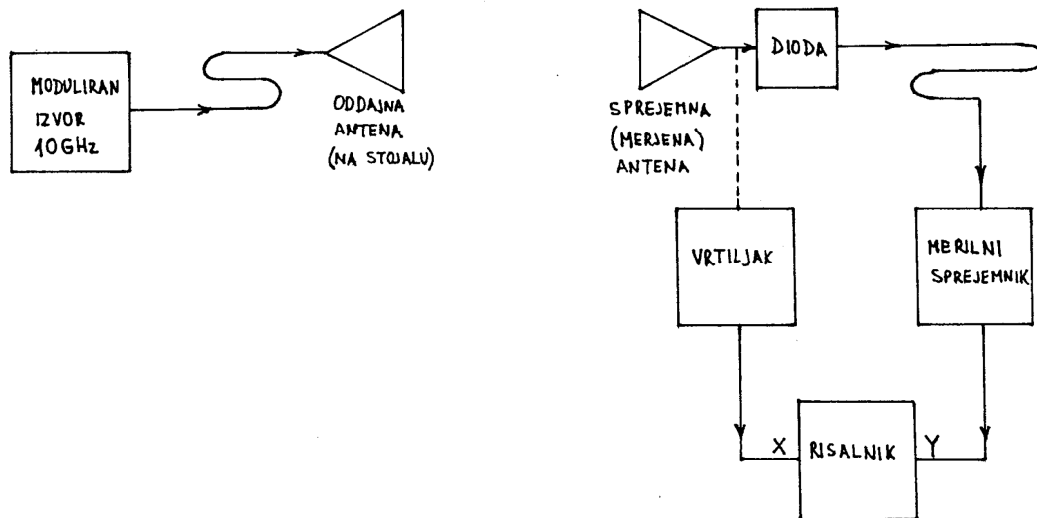 MODULIRAN
IZVOR
10GHz
ODDAJNA
ANTENA
(NA STOJALU)
SPREJEMNA
(MERJENA)
ANTENA
DIODA
VRTILJAK
MERILNI
SPREJEMNIK
X
RISALNIK
Y